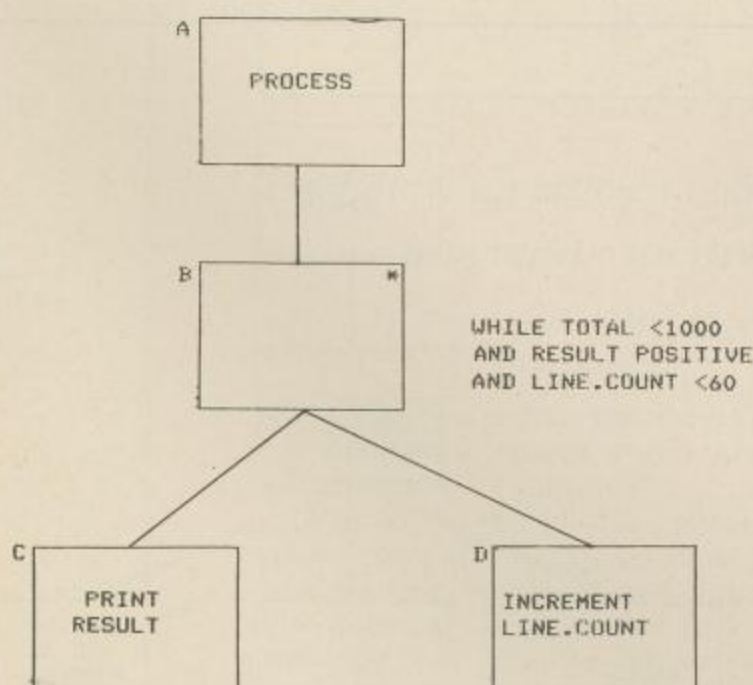 A
PROCESS
B
*
WHILE TOTAL <1000
AND RESULT POSITIVE
AND LINE.COUNT <60
C
PRINT
RESULT
D
INCREMENT
LINE.COUNT